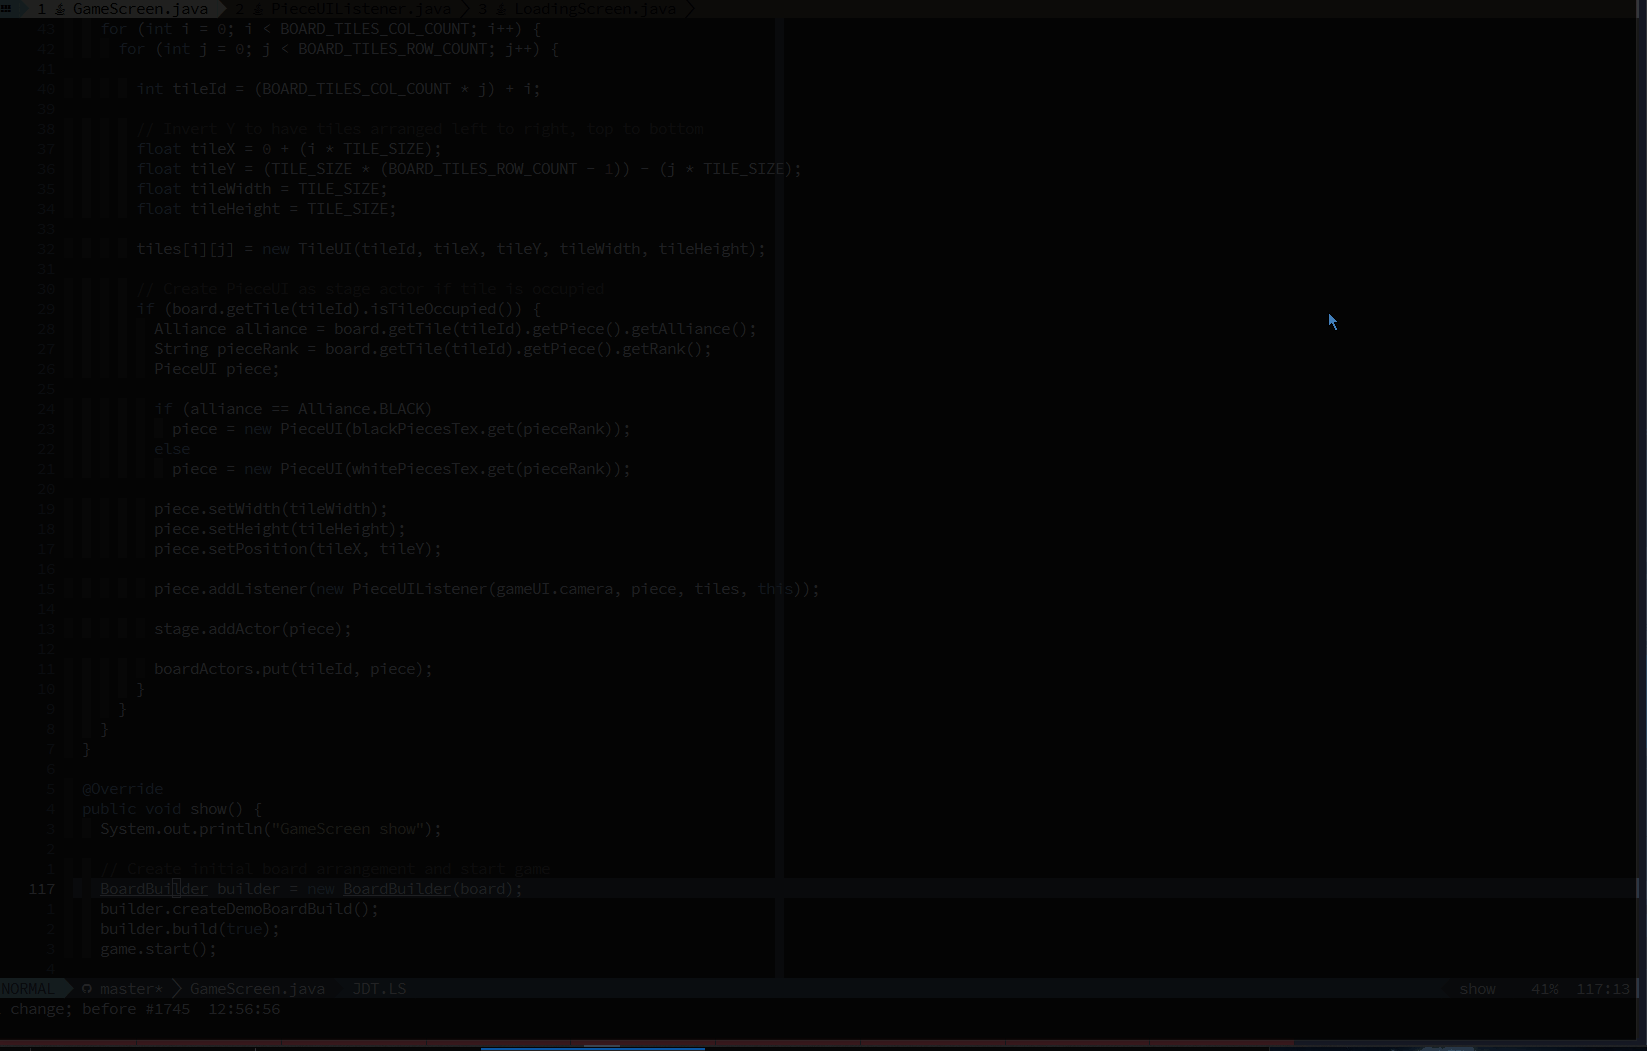 1 GameScreen.java 2 PieceUIListener.java 3 LoadingScreen.java
43 for (int i = 0; i < BOARD_TILES_COL_COUNT; i++) {
42 for (int j = 0; j < BOARD_TILES_ROW_COUNT; j++) {
41
40 int tileId = (BOARD_TILES_COL_COUNT * j) + i;
39
38 // Invert Y to have tiles arranged left to right, top to bottom
37 float tileX = 0 + (i * TILE_SIZE);
36 float tileY = (TILE_SIZE * (BOARD_TILES_ROW_COUNT - 1)) - (j * TILE_SIZE);
35 float tileWidth = TILE_SIZE;
34 float tileHeight = TILE_SIZE;
33
32 tiles[i][j] = new TileUI(tileId, tileX, tileY, tileWidth, tileHeight);
31
30 // Create PieceUI as stage actor if tile is occupied
29 if (board.getTile(tileId).isTileOccupied()) {
28 Alliance alliance = board.getTile(tileId).getPiece().getAlliance();
27 String pieceRank = board.getTile(tileId).getPiece().getRank();
26 PieceUI piece;
25
24 if (alliance == Alliance.BLACK)
23 piece = new PieceUI(blackPiecesTex.get(pieceRank));
22 else
21 piece = new PieceUI(whitePiecesTex.get(pieceRank));
20
19 piece.setWidth(tileWidth);
18 piece.setHeight(tileHeight);
17 piece.setPosition(tileX, tileY);
16
15 piece.addListener(new PieceUIListener(gameUI.camera, piece, tiles, this));
14
13 stage.addActor(piece);
12
11 boardActors.put(tileId, piece);
10 }
9 }
8 }
7 }
6
5 @Override
4 public void show() {
3 System.out.println("GameScreen show");
2
1 // Create initial board arrangement and start game
117 BoardBuilder builder = new BoardBuilder(board);
1 builder.createDemoBoardBuild();
2 builder.build(true);
3 game.start();
4
NORMAL master* GameScreen.java JDT.LS show 41% 117:13
change; before #1745 12:56:56